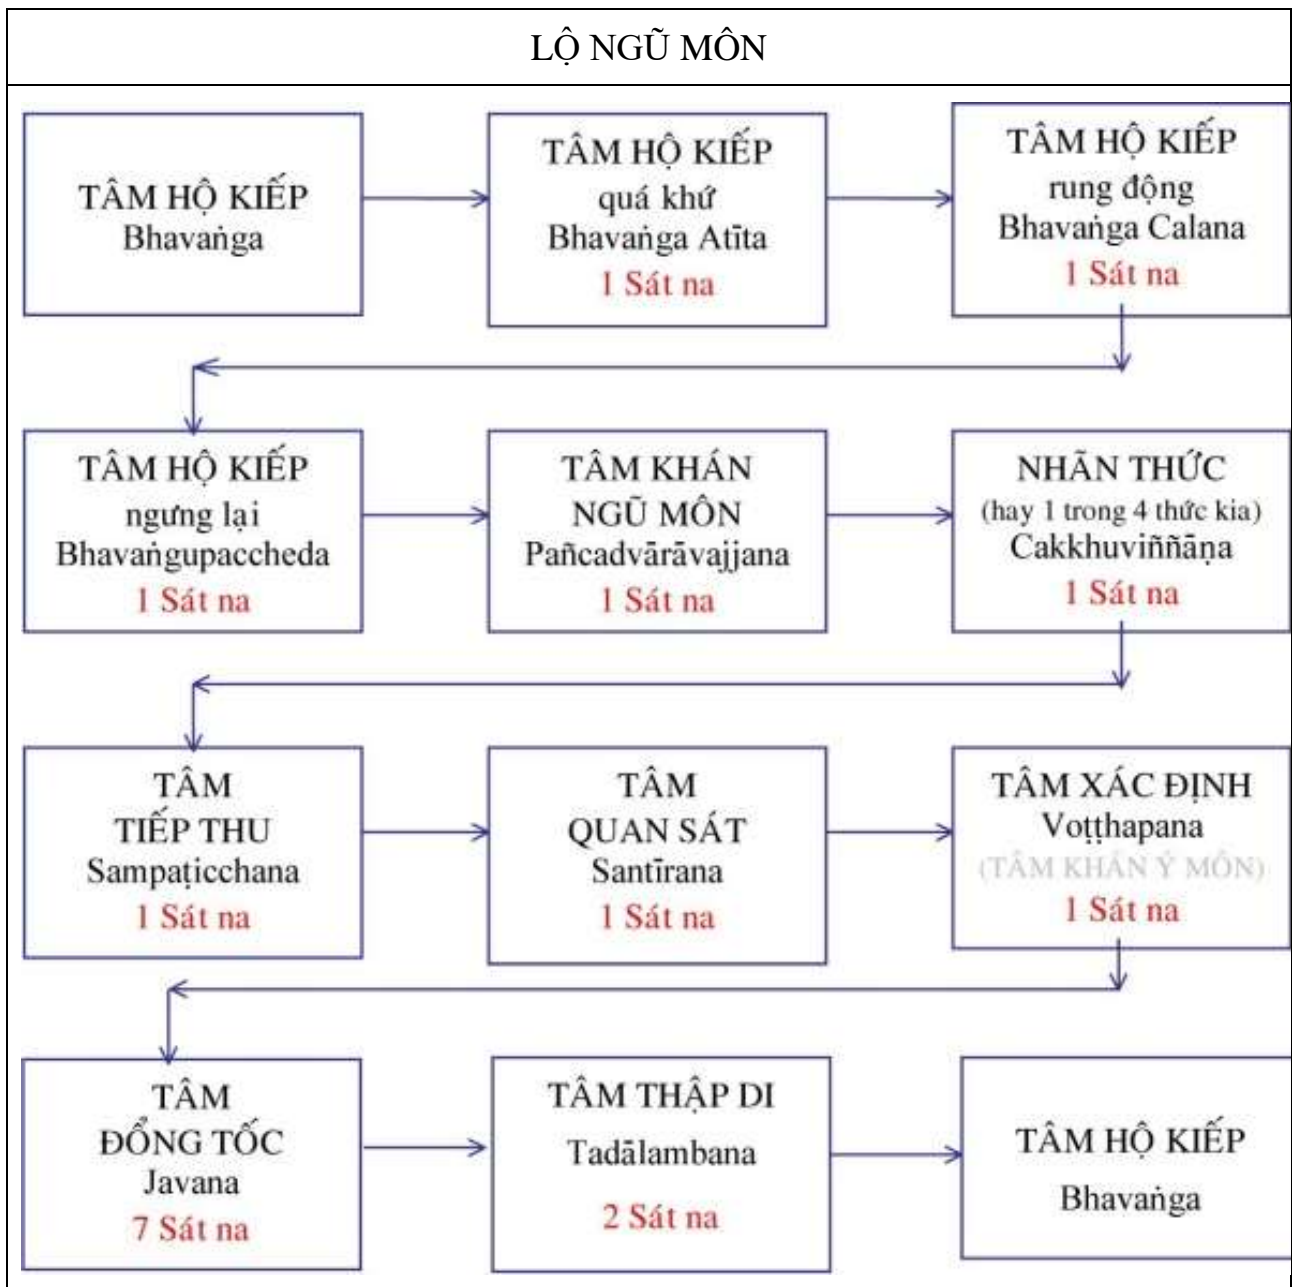 LỘ NGŨ MÔN
TÂM HỘ KIẾP
Bhavaṅga
TÂM HỘ KIẾP
quá khứ
Bhavaṅga Atīta
1 Sát na
TÂM HỘ KIẾP
rung động
Bhavaṅga Calana
1 Sát na
TÂM HỘ KIẾP
ngưng lại
Bhavaṅgupaccheda
1 Sát na
TÂM KHÁN
NGŨ MÔN
Pañcadvārāvajjana
1 Sát na
NHÃN THỨC
(hay 1 trong 4 thức kia)
Cakkhuviññāṇa
1 Sát na
TÂM
TIẾP THU
Sampaṭicchana
1 Sát na
TÂM
QUAN SÁT
Santīrana
1 Sát na
TÂM XÁC ĐỊNH
Voṭṭhapana
(TÂM KHÁN Ý MÔN)
1 Sát na
TÂM
ĐỔNG TỐC
Javana
7 Sát na
TÂM THẬP DI
Tadālambana
2 Sát na
TÂM HỘ KIẾP
Bhavaṅga